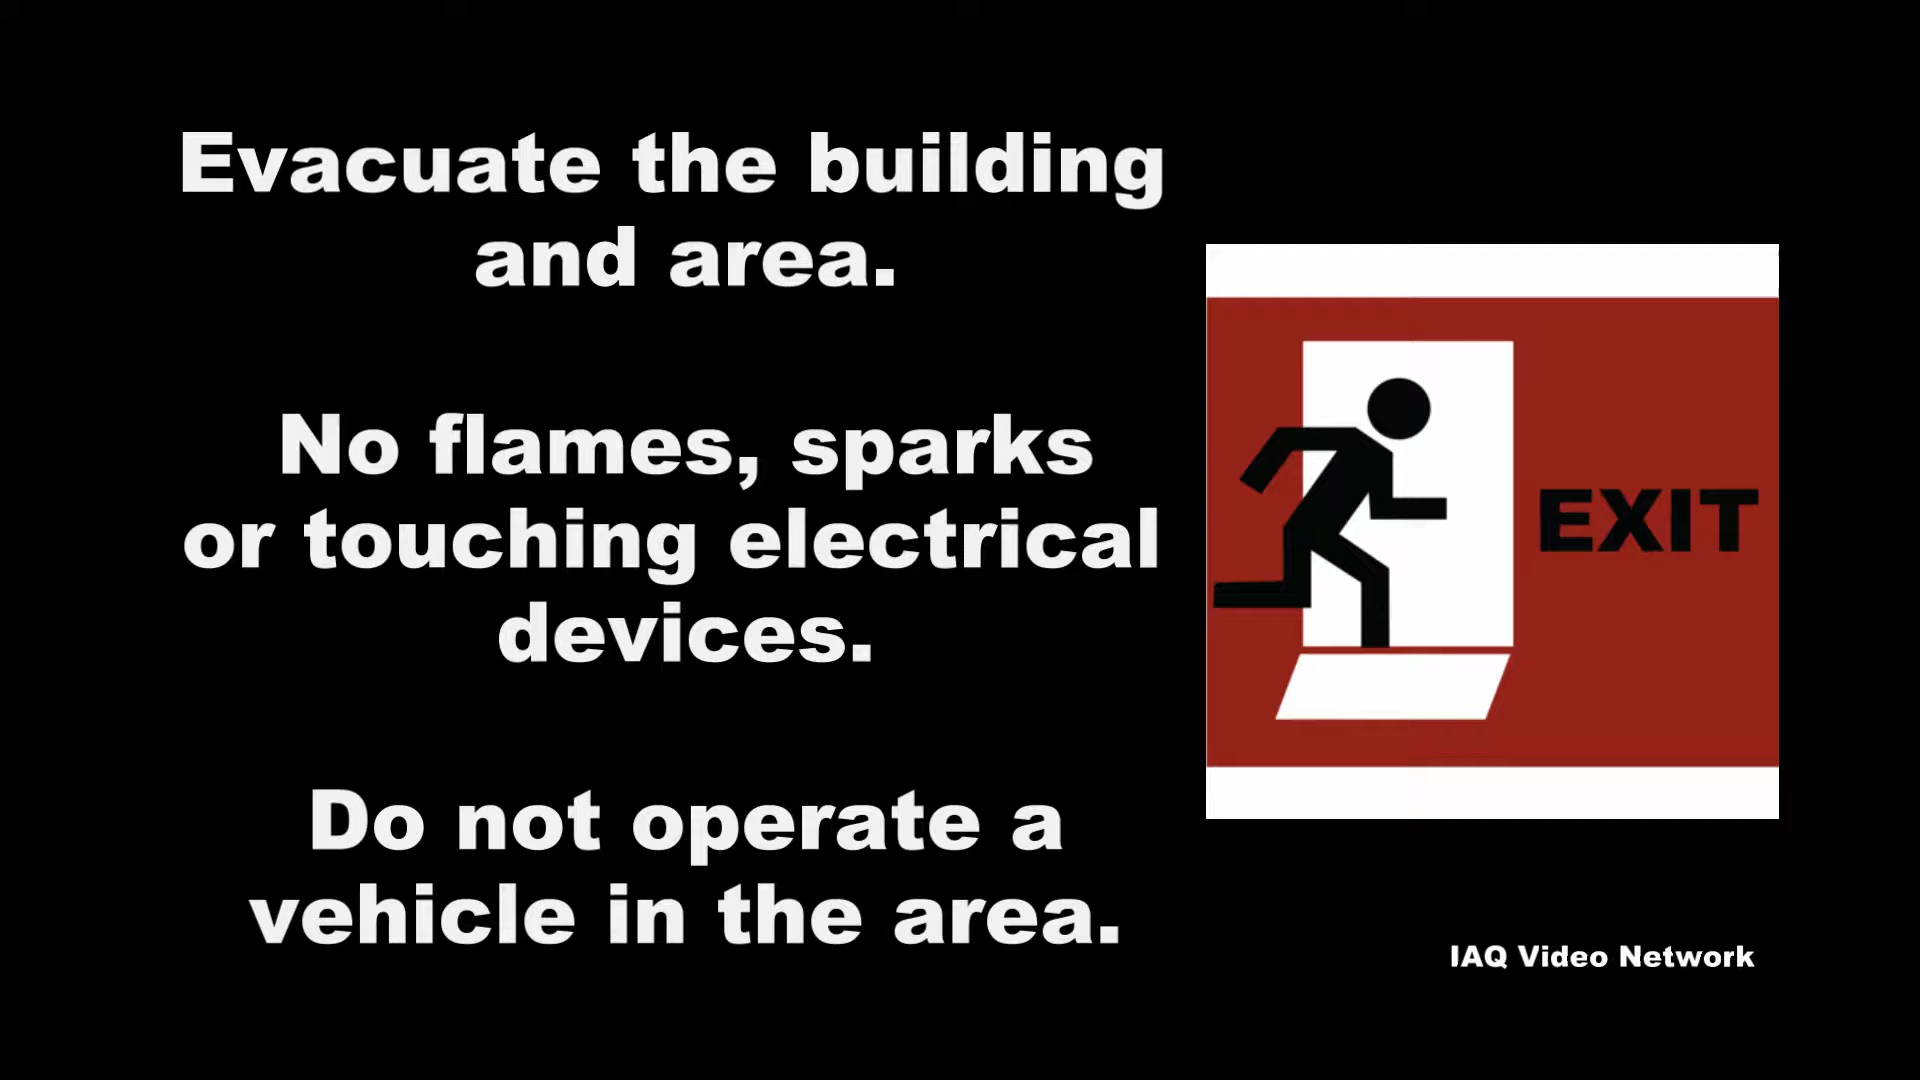 Evacuate the building
and area.
No flames, sparks
or touching electrical
devices.
Do not operate a
vehicle in the area.
EXIT
IAQ Video Network